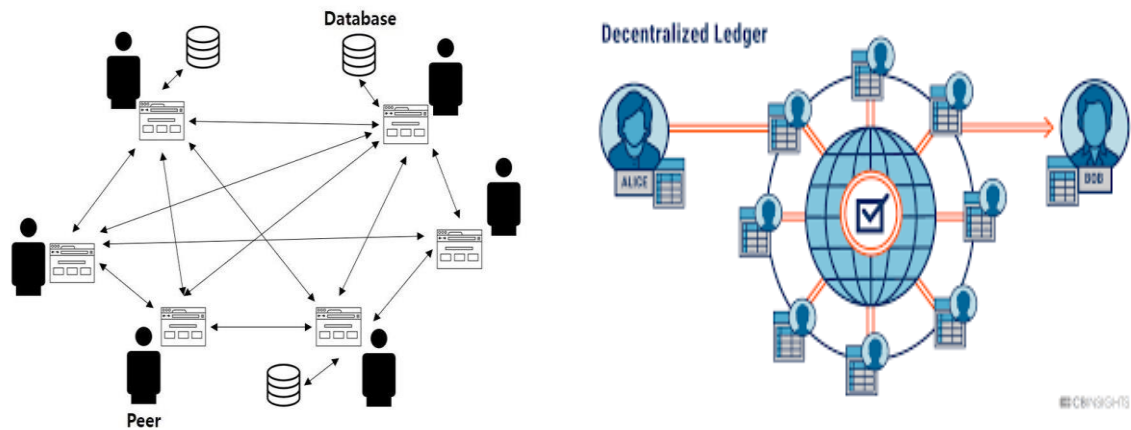 Database
Peer
Decentralized Ledger
ALICE
BOB
CBINSIGHTS